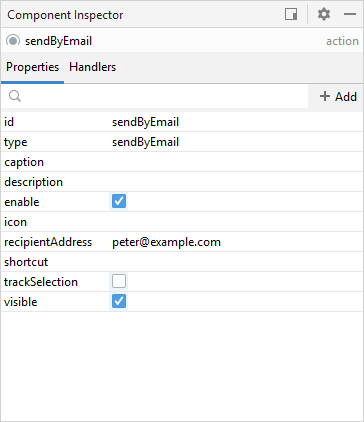 Component Inspector
sendByEmail action
Properties Handlers
Add
id sendByEmail
type sendByEmail
caption
description
enable
icon
recipientAddress peter@example.com
shortcut
trackSelection
visible